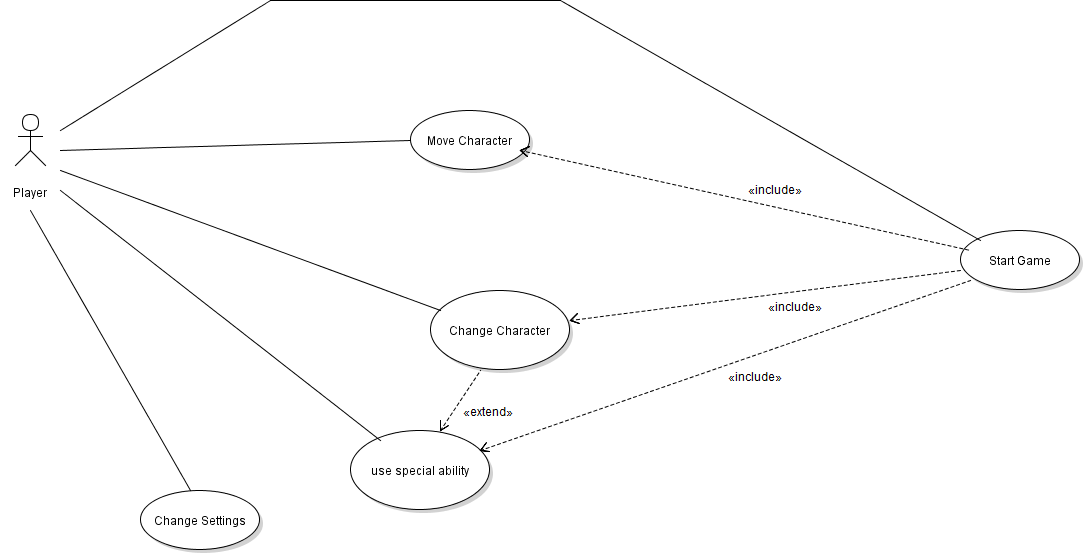 Move Character
«include»
Player
Start Game
«include»
Change Character
«include»
«extend»
use special ability
Change Settings